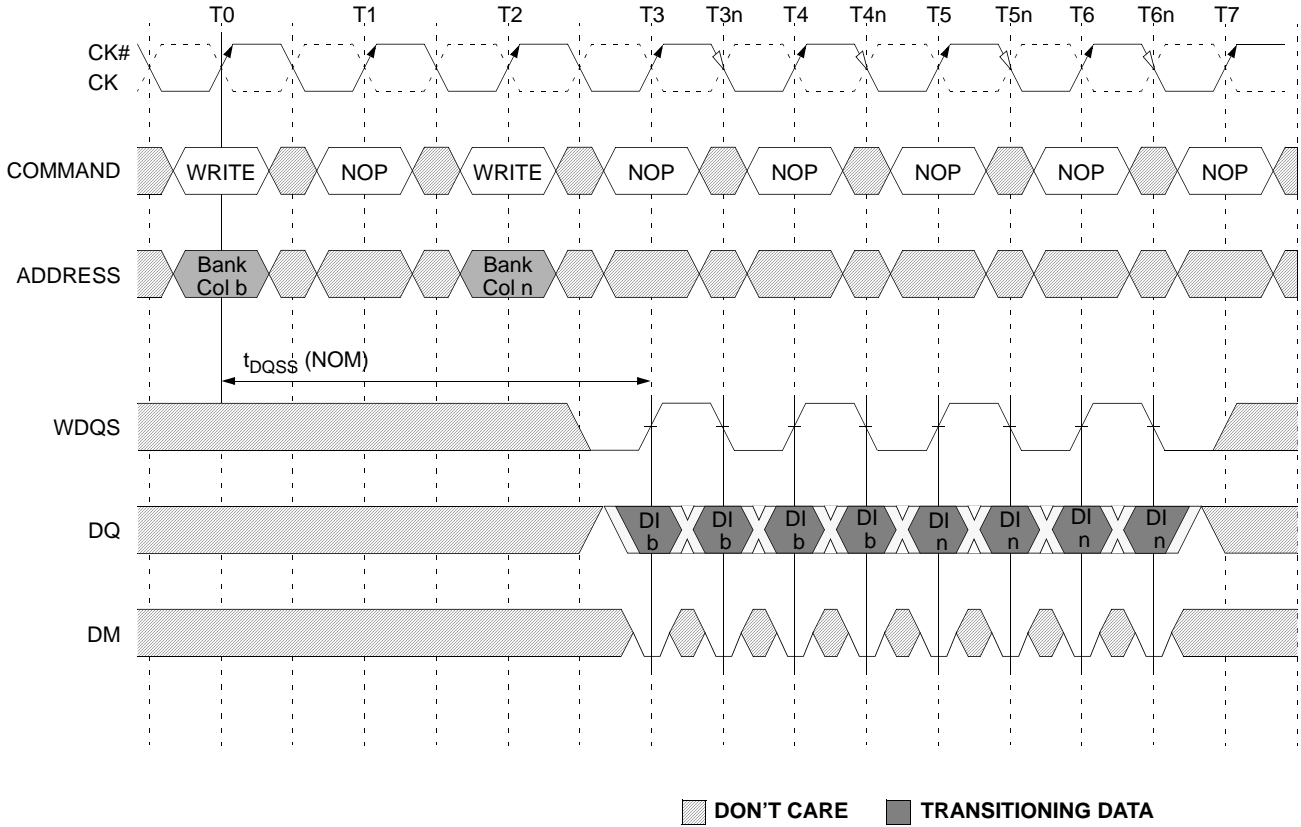 T0 T1 T2 T3 T3n T4 T4n T5 T5n T6 T6n T7
CK#
CK
COMMAND WRITE NOP WRITE NOP NOP NOP NOP NOP
ADDRESS Bank Col b Bank Col n
tDQSS (NOM)
WDQS
DQ DI b DI b DI b DI b DI n DI n DI n DI n
DM
DON'T CARE TRANSITIONING DATA